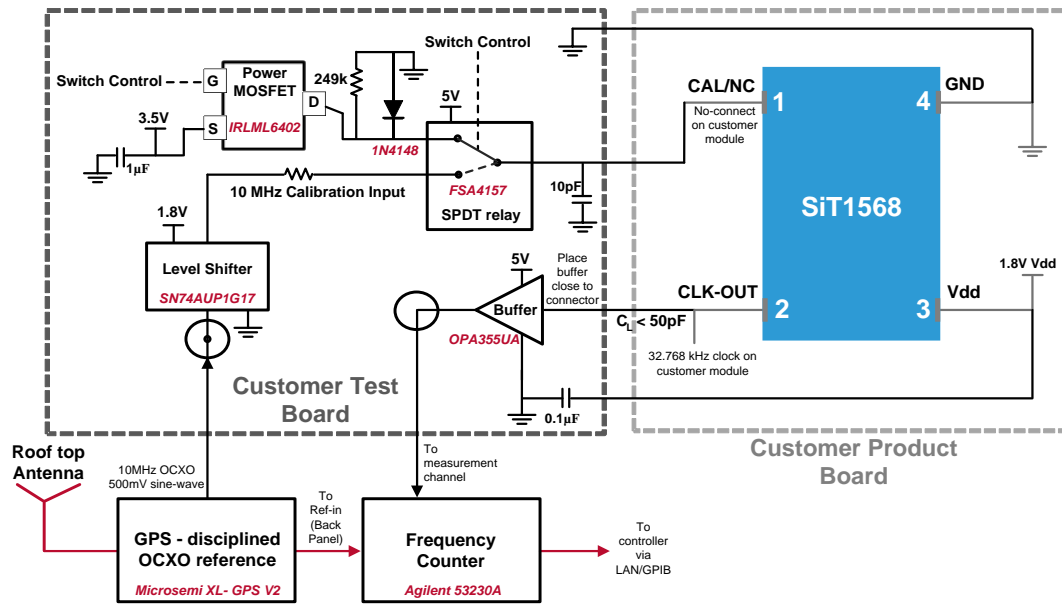 Switch Control
Power
MOSFET
G
D
S
IRLML6402
Switch Control
3.5V
1µF
249k
1N4148
5V
FSA4157
SPDT relay
10 MHz Calibration Input
10pF
1.8V
Level Shifter
SN74AUP1G17
5V
Buffer
OPA355UA
Place
buffer
close to
connector
CL < 50pF
0.1µF
Customer Test
Board
CAL/NC
No-connect
on customer
module
1
4
GND
SiT1568
1.8V Vdd
CLK-OUT
2
3
Vdd
32.768 kHz clock on
customer module
Customer Product
Board
Roof top
Antenna
10MHz OCXO
500mV sine-wave
To
measurement
channel
GPS - disciplined
OCXO reference
Microsemi XL- GPS V2
To
Ref-in
(Back
Panel)
Frequency
Counter
Agilent 53230A
To
controller
via
LAN/GPIB